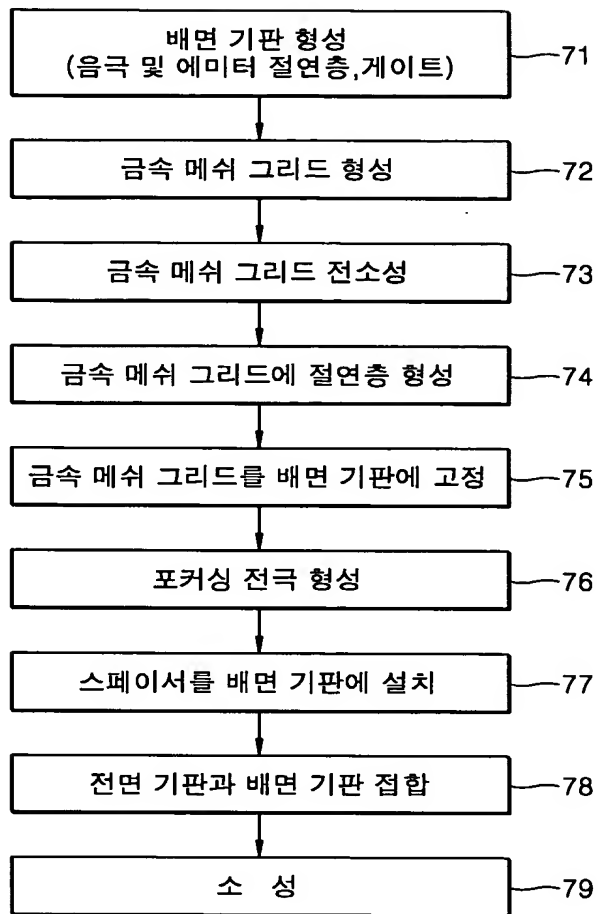 배면 기판 형성
(음극 및 에미터 절연층,게이트)
71
금속 메쉬 그리드 형성
72
금속 메쉬 그리드 전소성
73
금속 메쉬 그리드에 절연층 형성
74
금속 메쉬 그리드를 배면 기판에 고정
75
포커싱 전극 형성
76
스페이서를 배면 기판에 설치
77
전면 기판과 배면 기판 접합
78
소 성
79